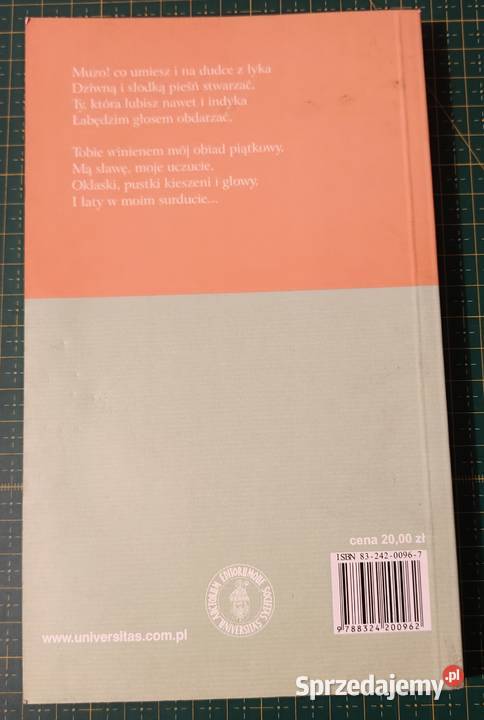 Muzo! co umiesz i na dudce z łyka
Dziwną i słodką pieśń stwarzać,
Ty, która lubisz nawet i indyka
Łabędzim głosem obdarzać.
Tobie winienem mój obiad piątkowy,
Mą sławę, moje uczucie,
Oklaski, pustki kieszeni i głowy,
I łaty w moim surducie...
cena 20,00 zł
ISBN 83-242-0096-7
9 788324 200962
www.universitas.com.pl
Sprzedajemy.pl